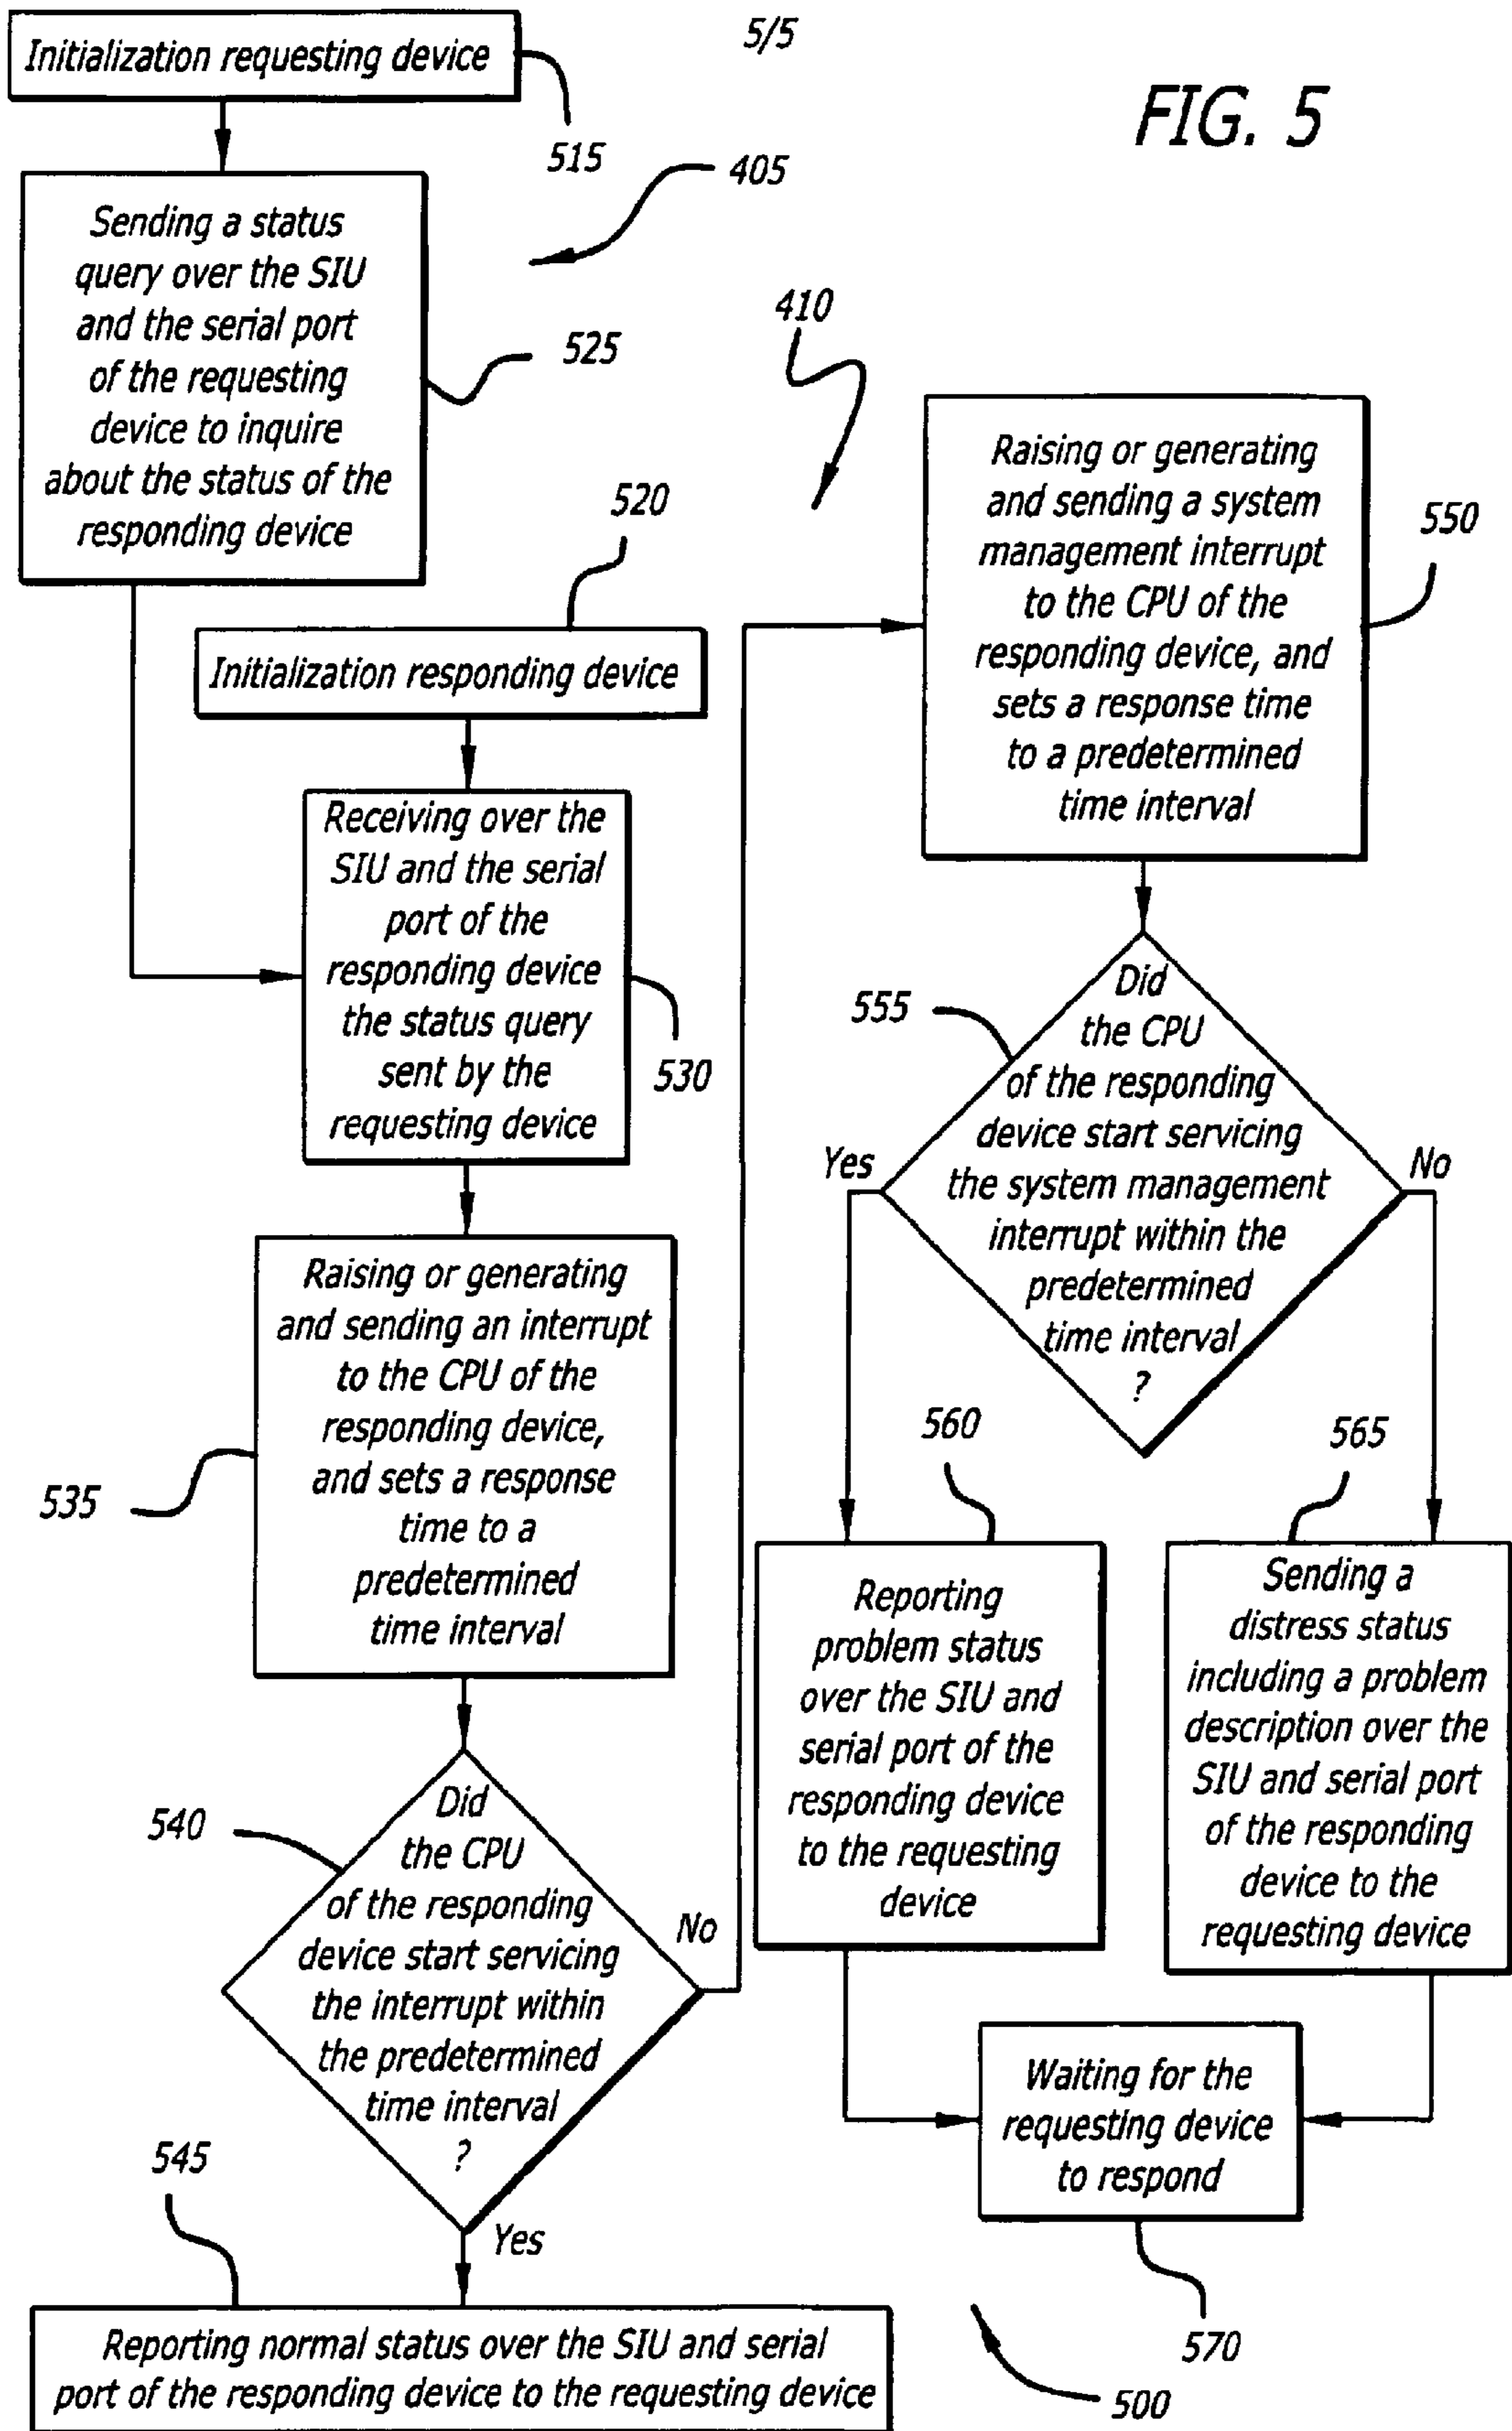 5/5
FIG. 5
Initialization requesting device
515
405
Sending a status
query over the SIU
and the serial port
of the requesting
device to inquire
about the status of the
responding device
525
520
Initialization responding device
Receiving over the
SIU and the serial
port of the
responding device
the status query
sent by the
requesting device
530
Raising or generating
and sending an interrupt
to the CPU of the
responding device,
and sets a response
time to a
predetermined
time interval
535
540
Did
the CPU
of the responding
device start servicing
the interrupt within
the predetermined
time interval
?
No
Yes
545
Reporting normal status over the SIU and serial
port of the responding device to the requesting device
410
Raising or generating
and sending a system
management interrupt
to the CPU of the
responding device, and
sets a response time
to a predetermined
time interval
550
555
Did
the CPU
of the responding
device start servicing
the system management
interrupt within the
predetermined
time interval
?
Yes
No
560
Reporting
problem status
over the SIU and
serial port of the
responding device
to the requesting
device
565
Sending a
distress status
including a problem
description over the
SIU and serial port
of the responding
device to the
requesting device
Waiting for the
requesting device
to respond
570
500